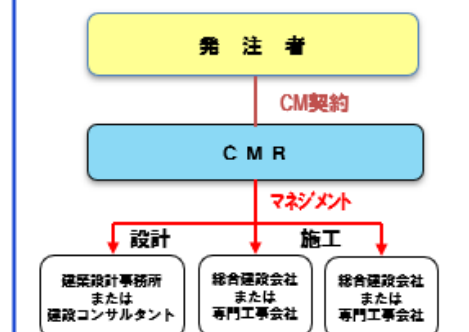 発 注 者
CM契約
C M R
マネジメント
設計
施工
建築設計事務所
または
建設コンサルタント
総合建設会社
または
専門工事会社
総合建設会社
または
専門工事会社